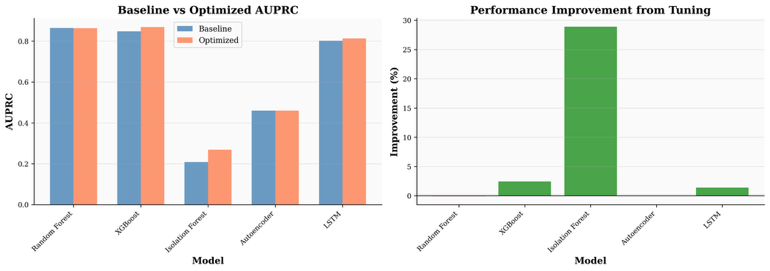 Baseline vs Optimized AUPRC
AUPRC
0.8
0.6
0.4
0.2
0.0
Baseline
Optimized
Random Forest
XGBoost
Isolation Forest
Autoencoder
LSTM
Model
Performance Improvement from Tuning
Improvement (%)
30
25
20
15
10
5
0
Random Forest
XGBoost
Isolation Forest
Autoencoder
LSTM
Model